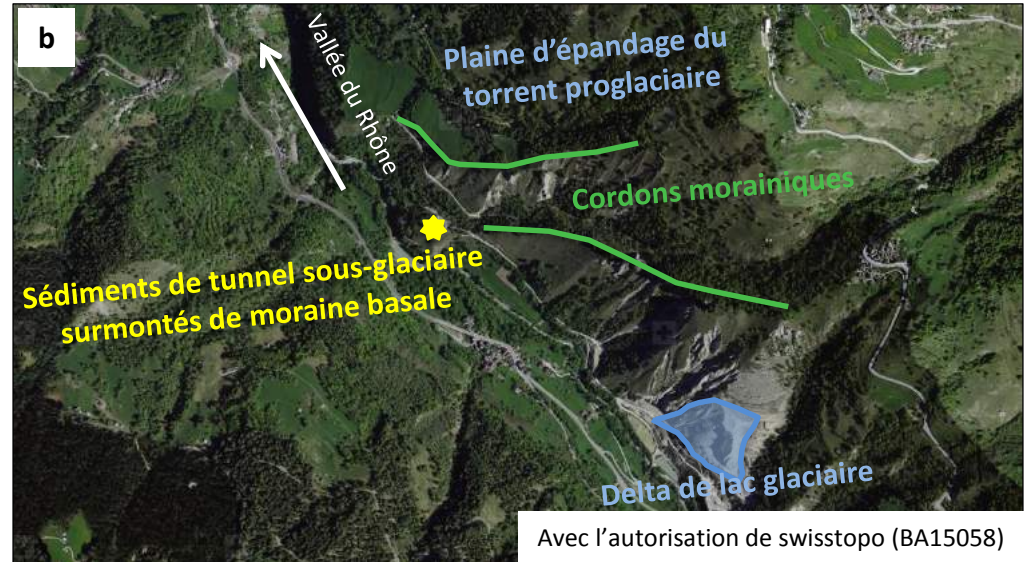 b
Vallée du Rhône
Plaine d’épandage du
torrent proglaciaire
Cordons morainiques
Sédiments de tunnel sous-glaciaire
surmontés de moraine basale
Delta de lac glaciaire
Avec l’autorisation de swisstopo (BA15058)